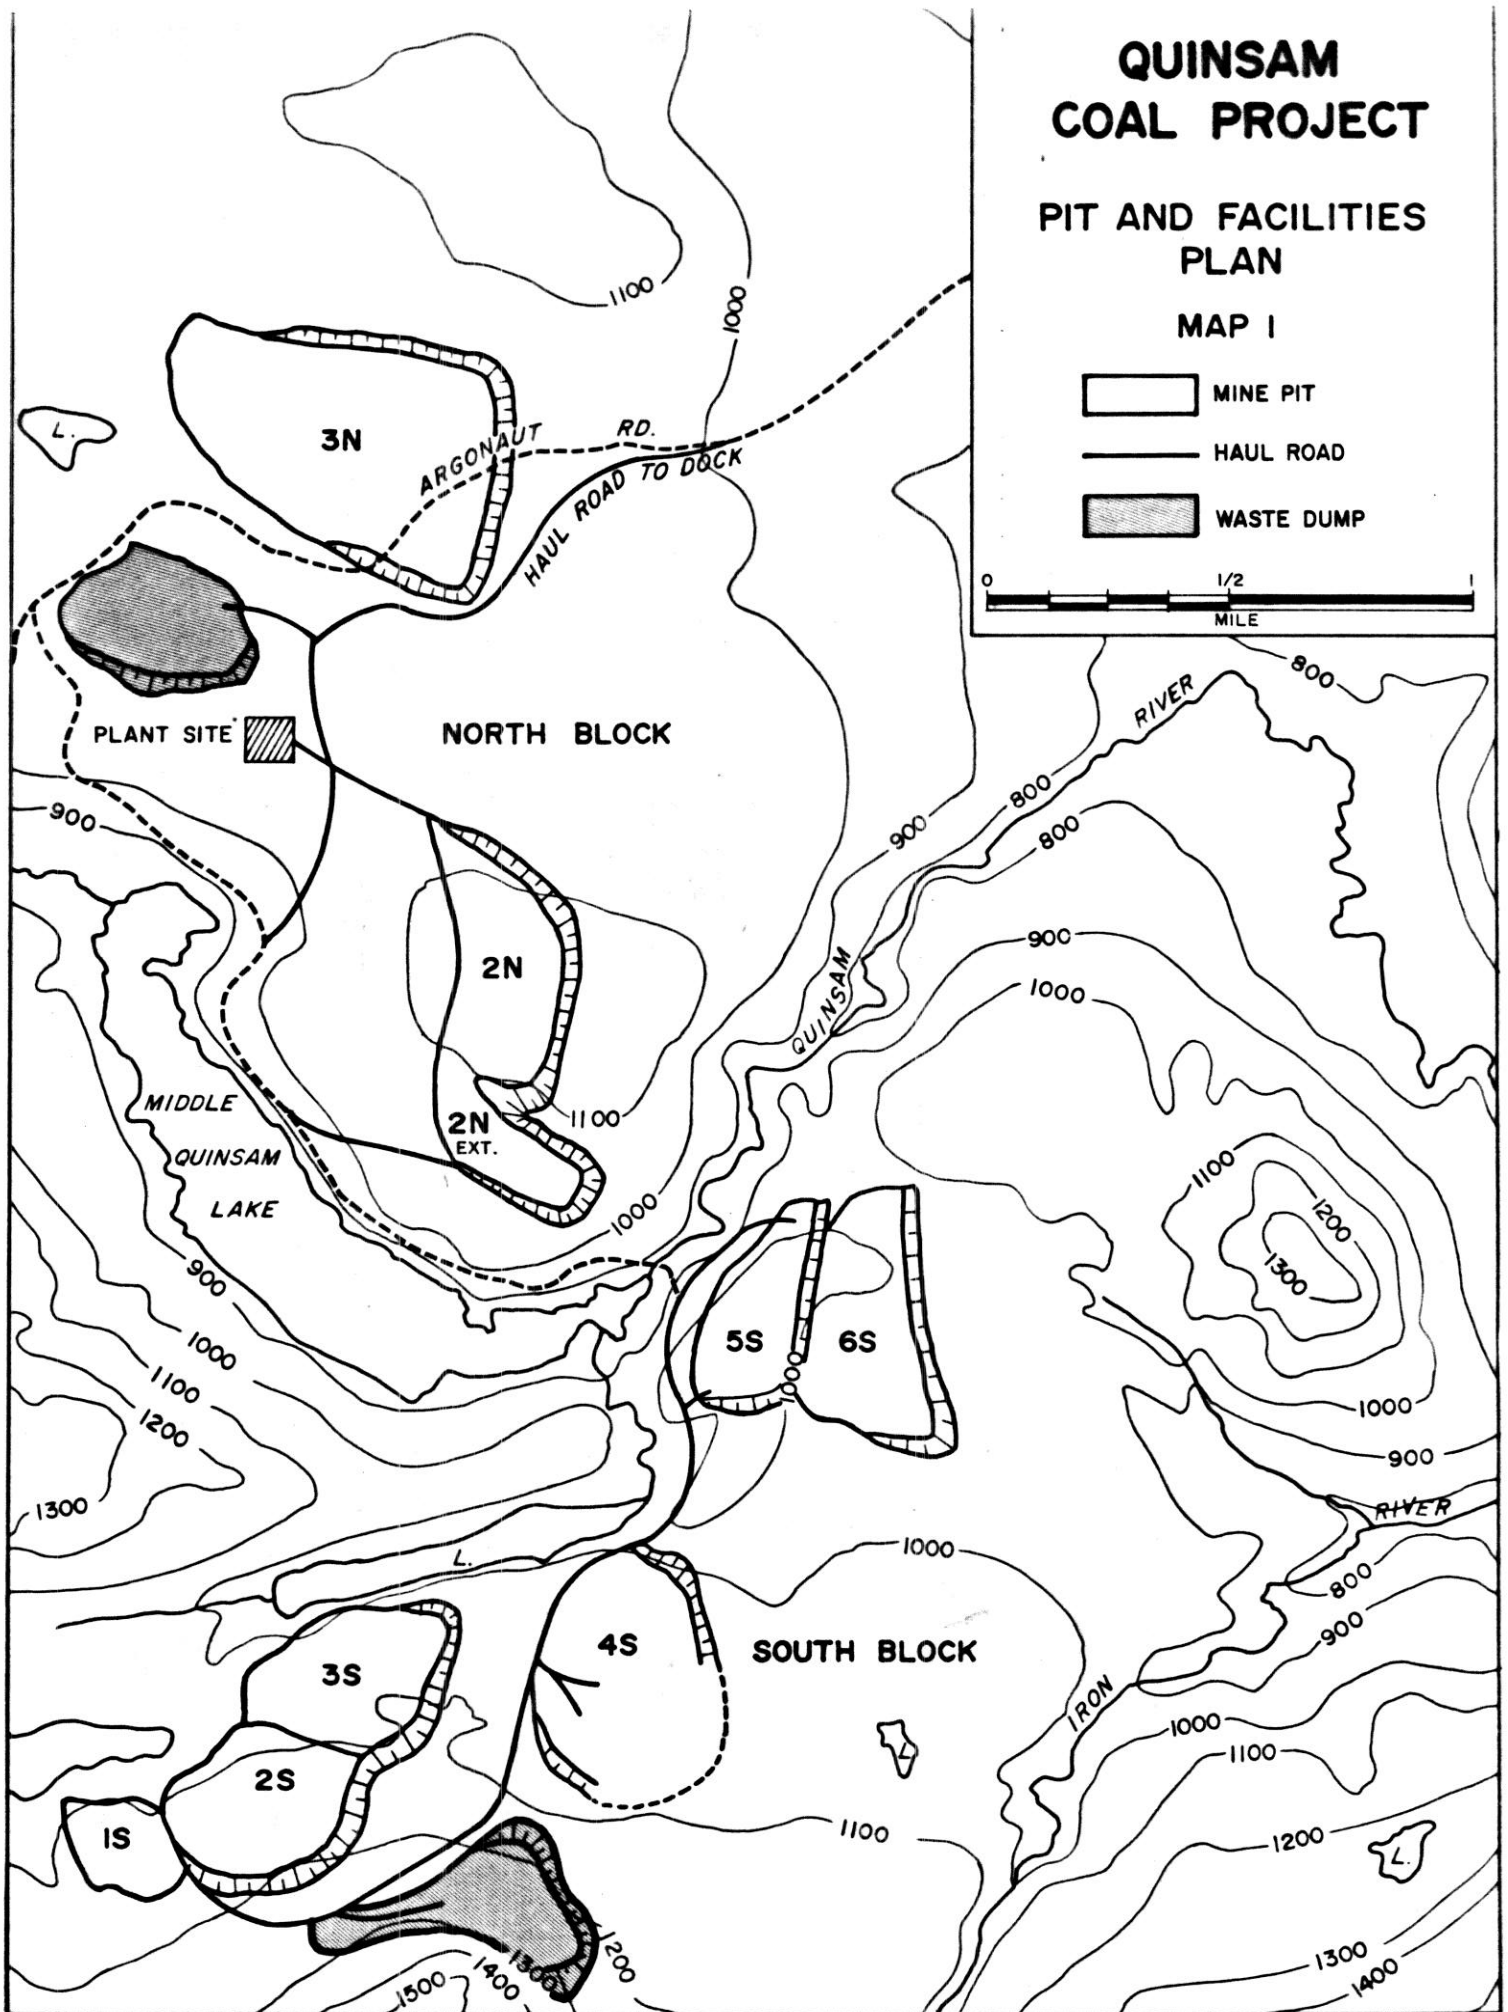 QUINSAM
COAL PROJECT
PIT AND FACILITIES
PLAN
MAP 1
MINE PIT
HAUL ROAD
WASTE DUMP
0 1/2 1
MILE
1100
1000
3N
L.
ARGONAUT RD.
HAUL ROAD TO DOCK
800
RIVER
PLANT SITE
NORTH BLOCK
900
800
900
800
2N
QUINSAM
900
1000
MIDDLE
QUINSAM
LAKE
2N
EXT.
1100
1000
1100
1200
1300
900
1000
1100
1200
1300
5S
6S
1000
1000
900
RIVER
L.
1000
800
900
4S
SOUTH BLOCK
3S
IRON
1000
1100
L.
2S
1S
1100
1200
L.
1200
1300
1400
1500
1300
1400